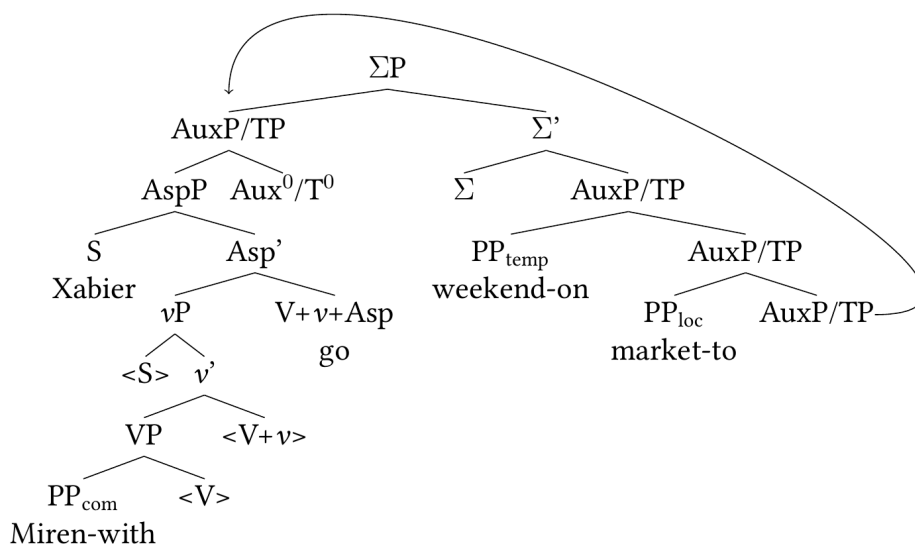 ΣP
AuxP/TP Σ’
AspP Aux⁰/T⁰ Σ AuxP/TP
S Asp’ PPtemp AuxP/TP
Xabier weekend-on
vP V+v+Asp PPloc AuxP/TP
go market-to
<S> v’
VP <V+v>
PPcom <V>
Miren-with